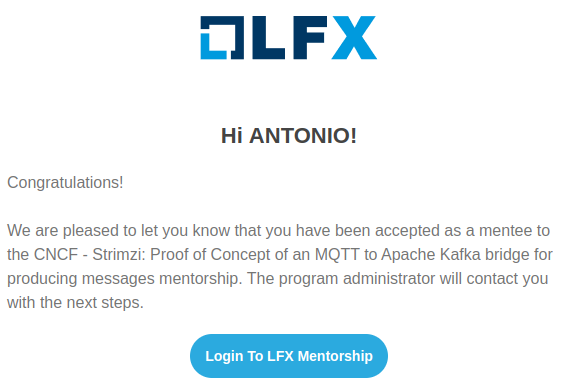 LFX
Hi ANTONIO!
Congratulations!
We are pleased to let you know that you have been accepted as a mentee to
the CNCF - Strimzi: Proof of Concept of an MQTT to Apache Kafka bridge for
producing messages mentorship. The program administrator will contact you
with the next steps.
Login To LFX Mentorship